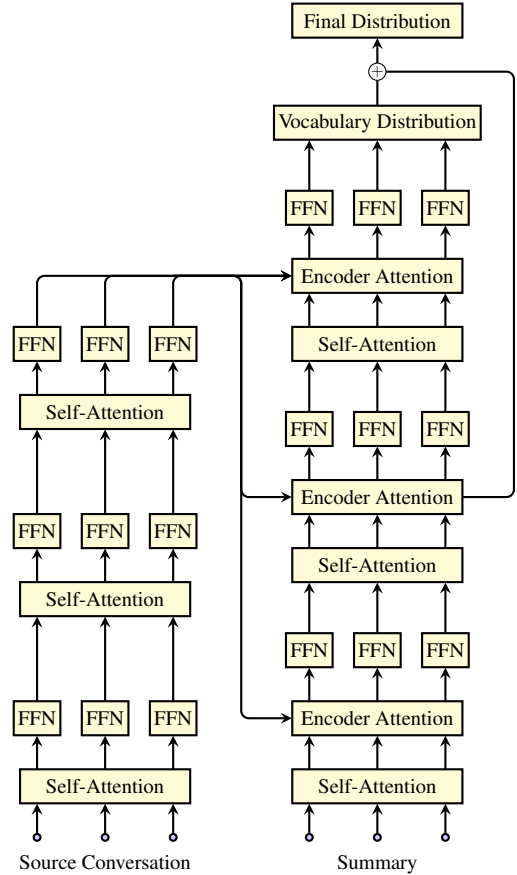 Final Distribution
+
Vocabulary Distribution
FFN FFN FFN
Encoder Attention
Self-Attention
FFN FFN FFN
Encoder Attention
Self-Attention
FFN FFN FFN
Encoder Attention
Self-Attention
Summary
FFN FFN FFN
Self-Attention
FFN FFN FFN
Self-Attention
FFN FFN FFN
Self-Attention
Source Conversation